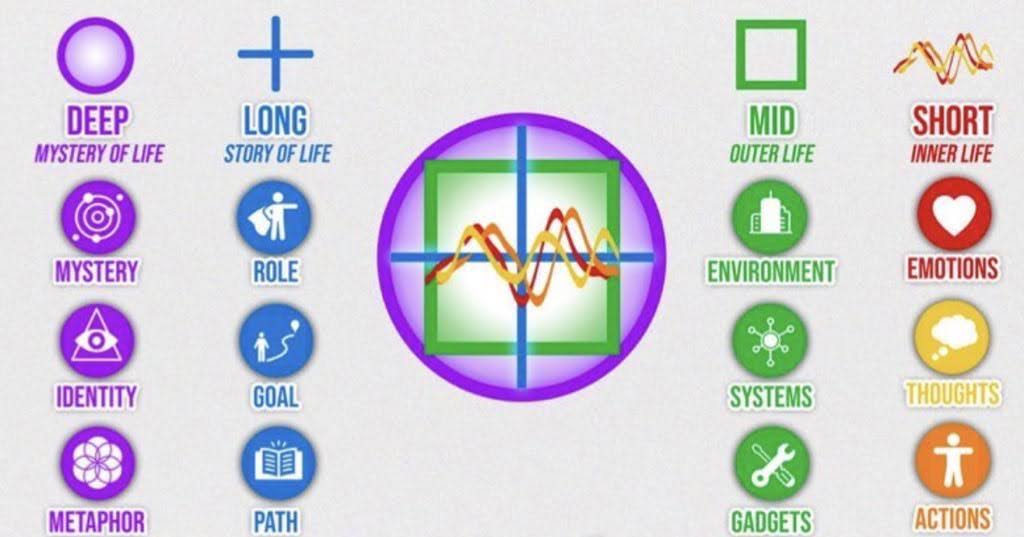 DEEP
MYSTERY OF LIFE
MYSTERY
IDENTITY
METAPHOR
LONG
STORY OF LIFE
ROLE
GOAL
PATH
MID
OUTER LIFE
ENVIRONMENT
SYSTEMS
GADGETS
SHORT
INNER LIFE
EMOTIONS
THOUGHTS
ACTIONS